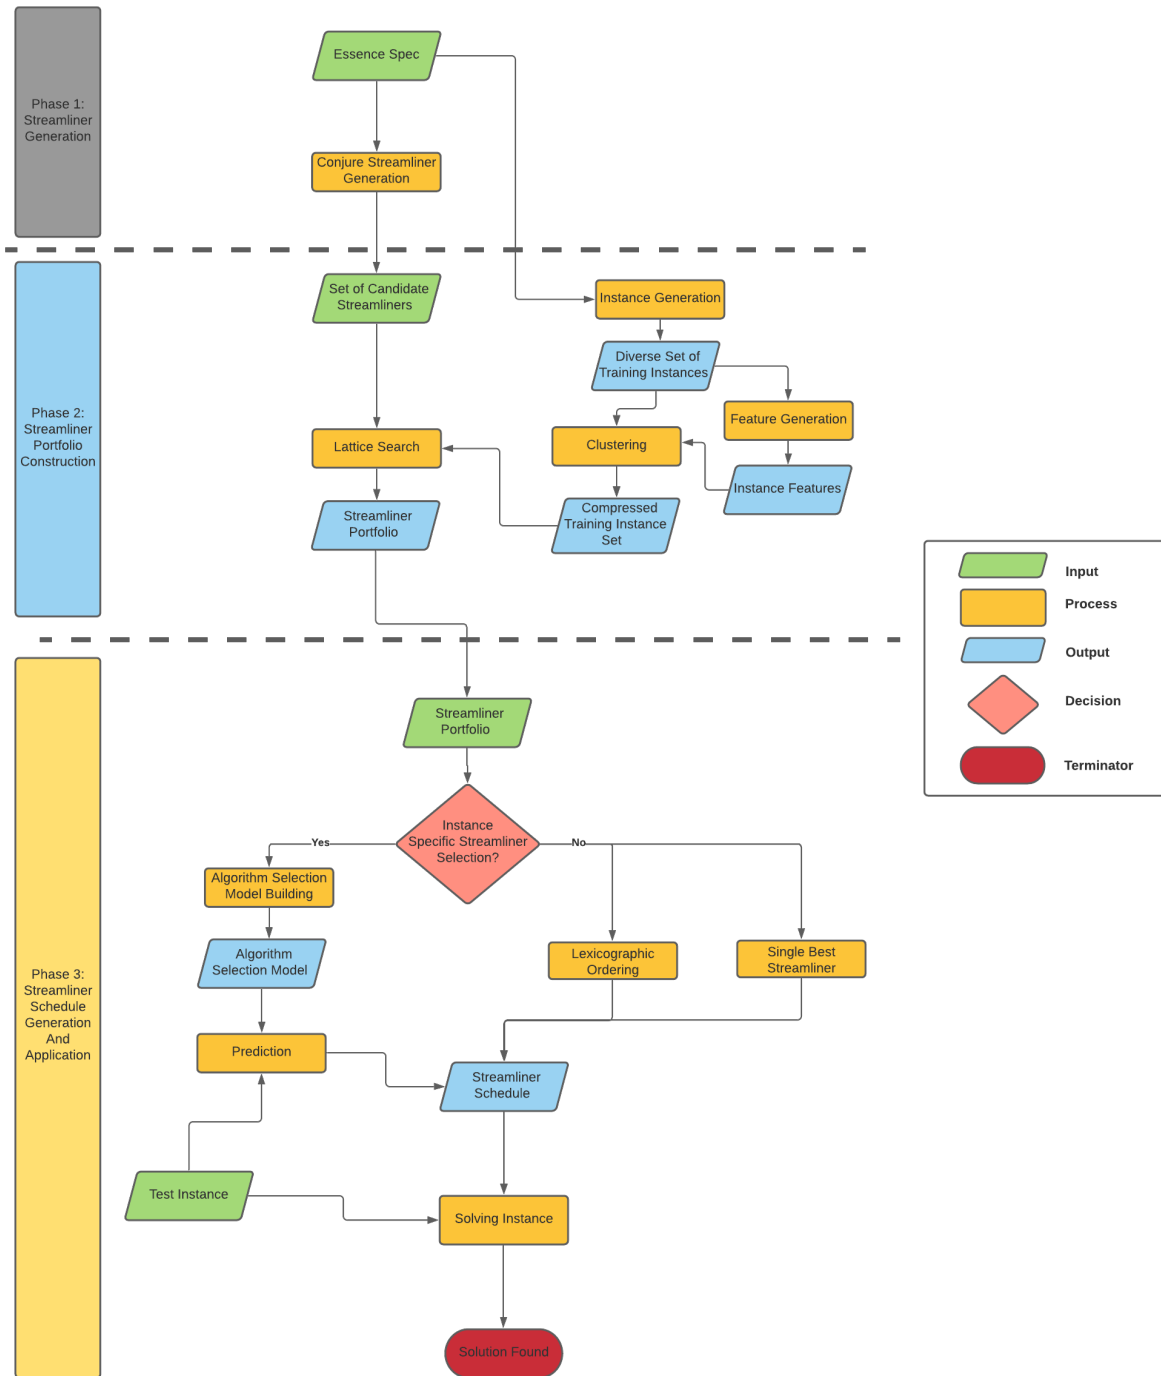 Phase 1:
Streamliner
Generation
Essence Spec
Conjure Streamliner
Generation
Phase 2:
Streamliner
Portfolio
Construction
Set of Candidate
Streamliners
Instance Generation
Diverse Set of
Training Instances
Feature Generation
Lattice Search
Clustering
Instance Features
Streamliner
Portfolio
Compressed
Training Instance
Set
Input
Process
Output
Decision
Terminator
Phase 3:
Streamliner
Schedule
Generation
And
Application
Streamliner
Portfolio
Instance
Specific Streamliner
Selection?
Yes
No
Algorithm Selection
Model Building
Algorithm
Selection Model
Lexicographic
Ordering
Single Best
Streamliner
Prediction
Streamliner
Schedule
Test Instance
Solving Instance
Solution Found